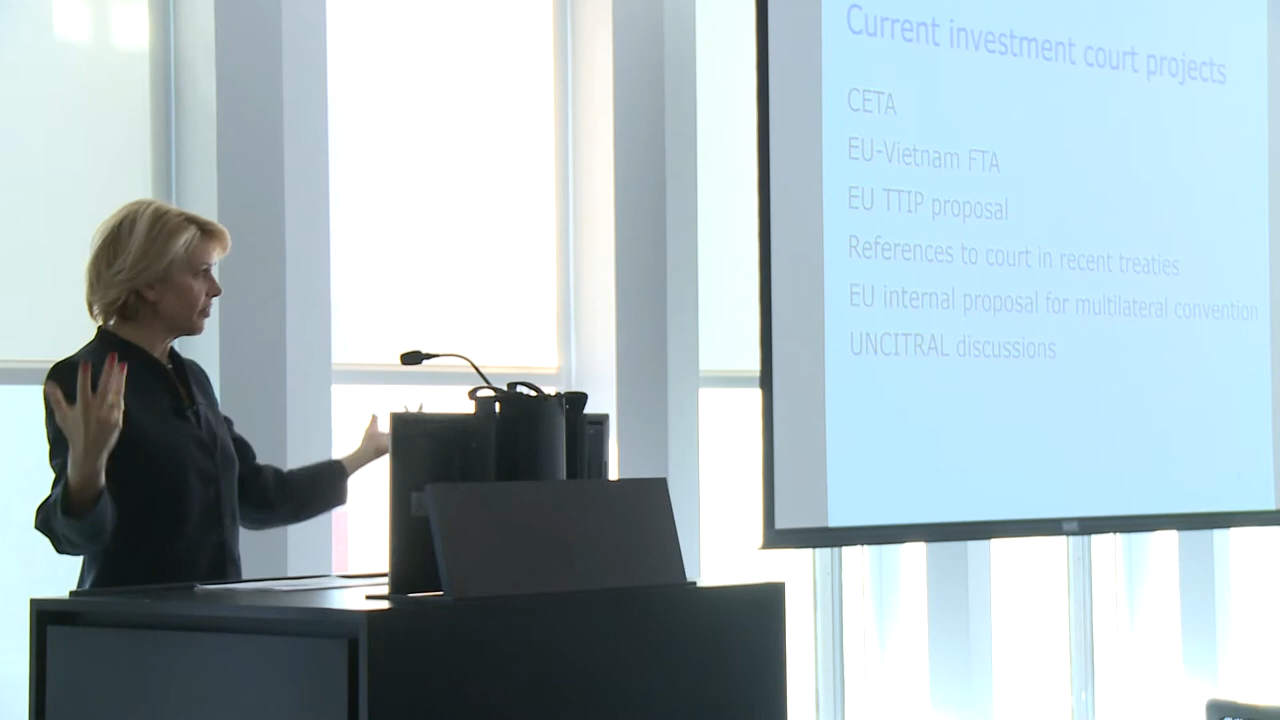 Current investment court projects
CETA
EU-Vietnam FTA
EU TTIP proposal
References to court in recent treaties
EU internal proposal for multilateral convention
UNCITRAL discussions